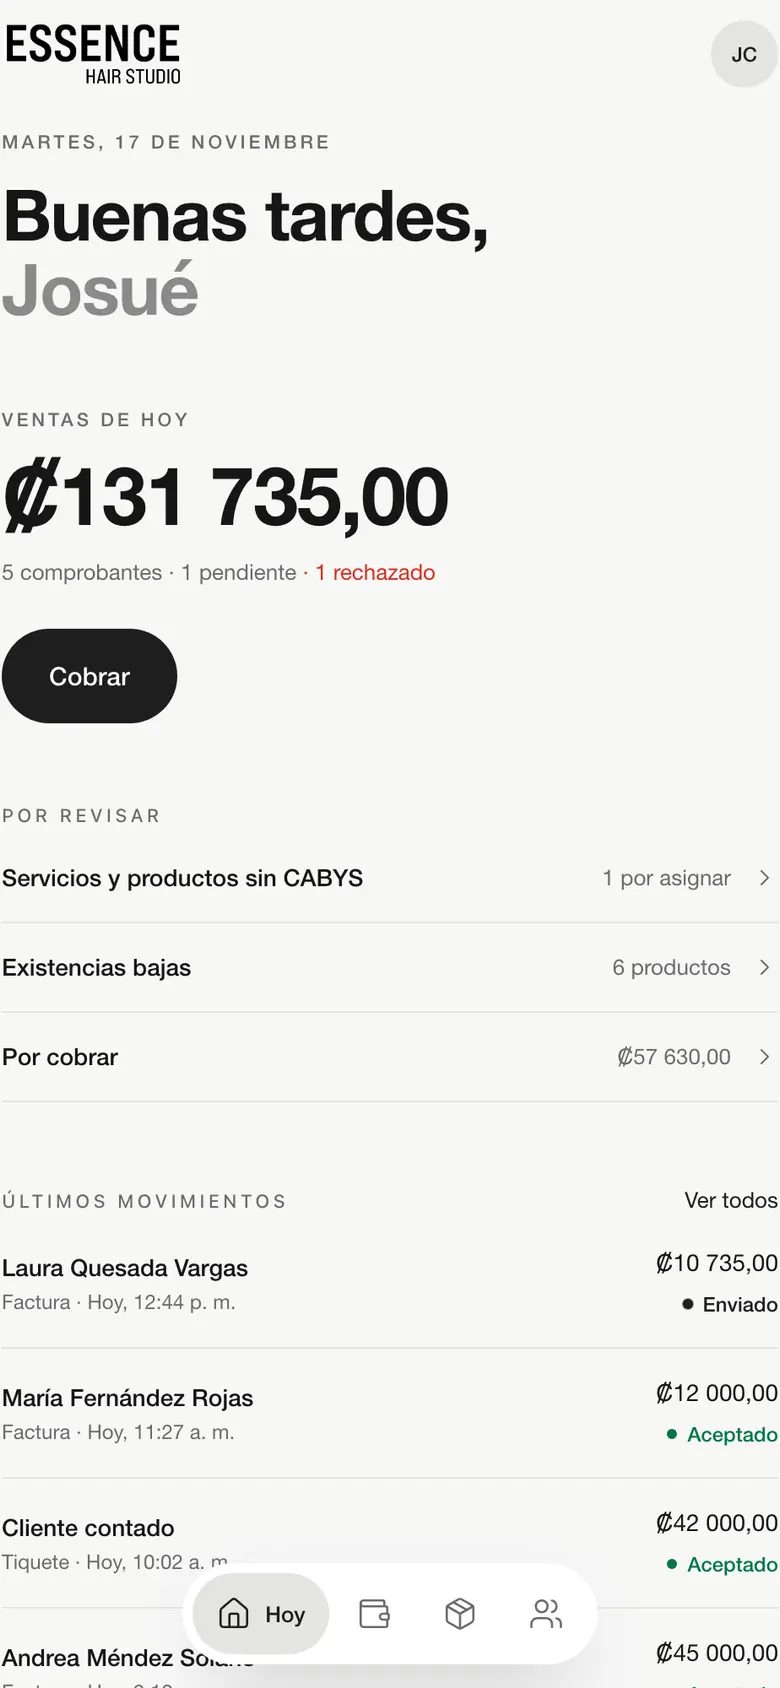 ESSENCE
HAIR STUDIO
JC
MARTES, 17 DE NOVIEMBRE
Buenas tardes,
Josué
VENTAS DE HOY
₡131 735,00
5 comprobantes · 1 pendiente · 1 rechazado
Cobrar
POR REVISAR
Servicios y productos sin CABYS 1 por asignar
Existencias bajas 6 productos
Por cobrar ₡57 630,00
ÚLTIMOS MOVIMIENTOS Ver todos
Laura Quesada Vargas ₡10 735,00
Factura · Hoy, 12:44 p. m. Enviado
María Fernández Rojas ₡12 000,00
Factura · Hoy, 11:27 a. m. Aceptado
Cliente contado ₡42 000,00
Tiquete · Hoy, 10:02 a. m. Aceptado
Hoy
Andrea Méndez Solano ₡45 000,00